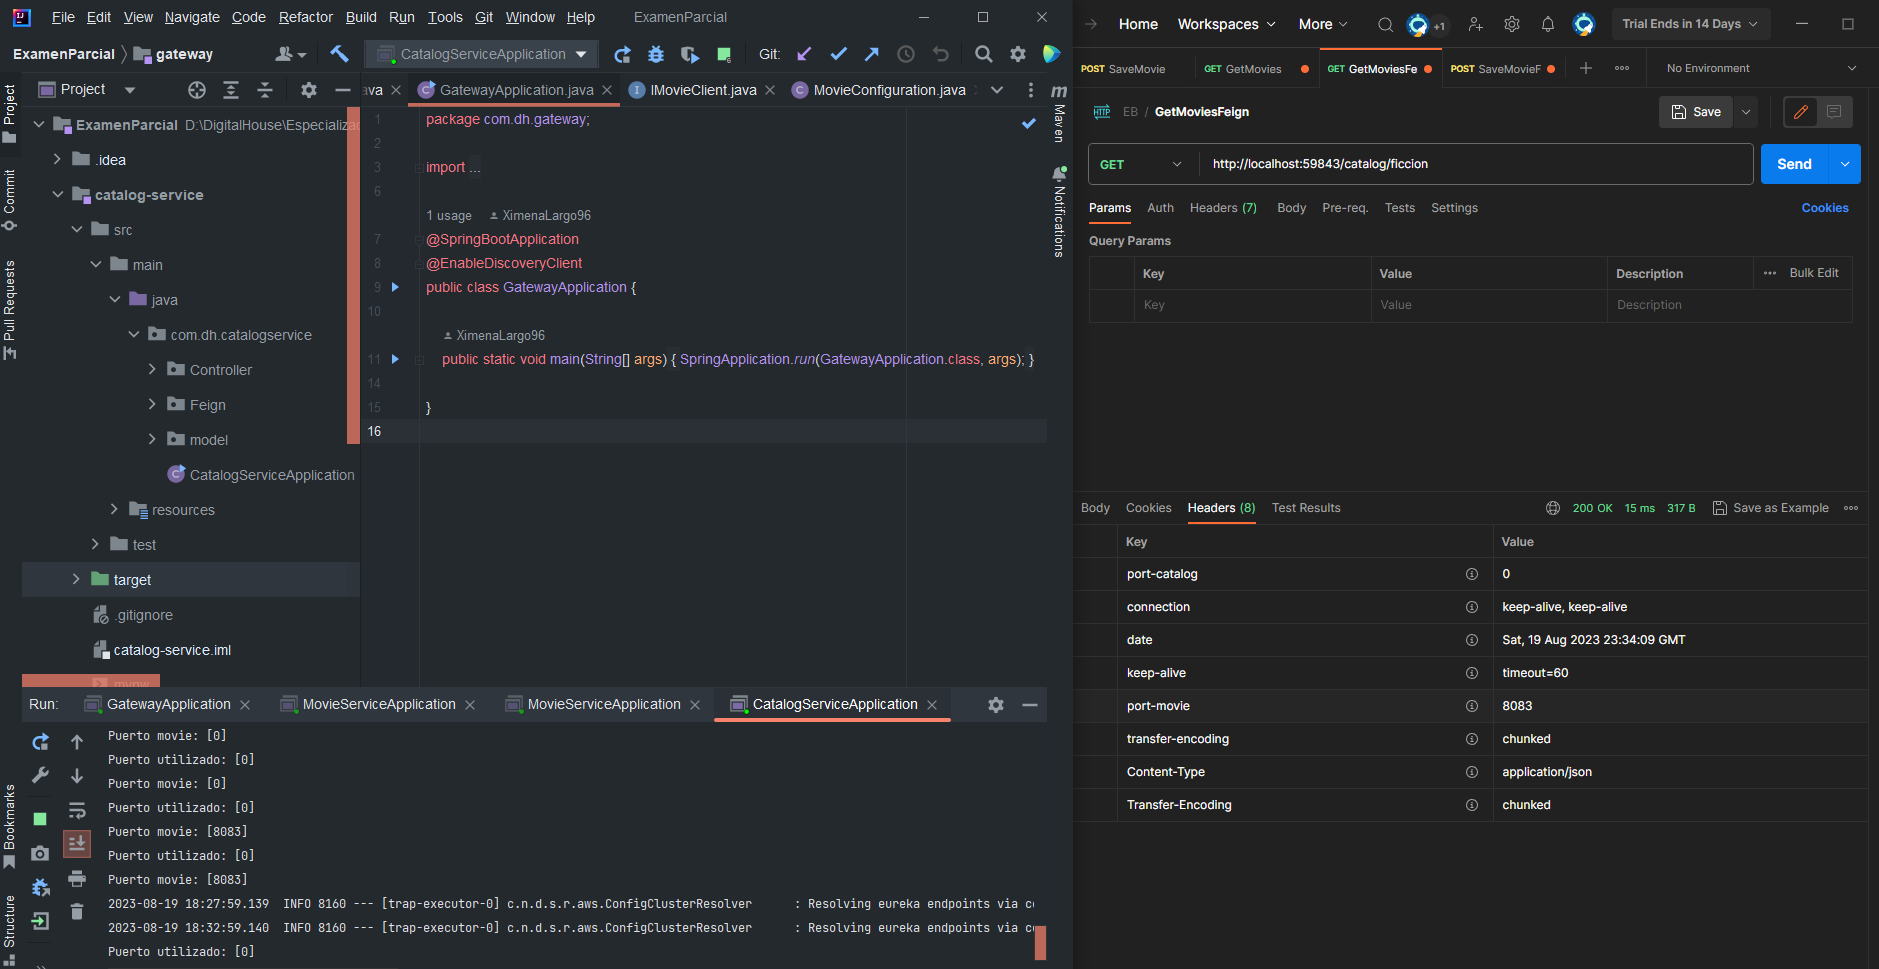 File Edit View Navigate Code Refactor Build Run Tools Git Window Help ExamenParcial
ExamenParcial gateway CatalogServiceApplication Git:
Project
Project
Commit
Pull Requests
Bookmarks
Structure
ExamenParcial D:\DigitalHouse\Especializa
.idea
catalog-service
src
main
java
com.dh.catalogservice
Controller
Feign
model
CatalogServiceApplication
resources
test
target
.gitignore
catalog-service.iml
mvnw
ava GatewayApplication.java IMovieClient.java MovieConfiguration.java
Maven
Notifications
1 package com.dh.gateway;
2
3 import ...
6
1 usage XimenaLargo96
7 @SpringBootApplication
8 @EnableDiscoveryClient
9 public class GatewayApplication {
10
XimenaLargo96
11 public static void main(String[] args) { SpringApplication.run(GatewayApplication.class, args); }
14
15 }
16
Run: GatewayApplication MovieServiceApplication MovieServiceApplication CatalogServiceApplication
Puerto movie: [0]
Puerto utilizado: [0]
Puerto movie: [0]
Puerto utilizado: [0]
Puerto movie: [8083]
Puerto utilizado: [0]
Puerto movie: [8083]
2023-08-19 18:27:59.139 INFO 8160 --- [trap-executor-0] c.n.d.s.r.aws.ConfigClusterResolver : Resolving eureka endpoints via co
2023-08-19 18:32:59.140 INFO 8160 --- [trap-executor-0] c.n.d.s.r.aws.ConfigClusterResolver : Resolving eureka endpoints via co
Puerto utilizado: [0]
Home Workspaces More +1 Trial Ends in 14 Days
POST SaveMovie GET GetMovies GET GetMoviesFe POST SaveMovieF No Environment
HTTP EB / GetMoviesFeign Save
GET http://localhost:59843/catalog/ficcion Send
Params Auth Headers (7) Body Pre-req. Tests Settings Cookies
Query Params
Key Value Description Bulk Edit
Key Value Description
Body Cookies Headers (8) Test Results 200 OK 15 ms 317 B Save as Example
Key Value
port-catalog 0
connection keep-alive, keep-alive
date Sat, 19 Aug 2023 23:34:09 GMT
keep-alive timeout=60
port-movie 8083
transfer-encoding chunked
Content-Type application/json
Transfer-Encoding chunked